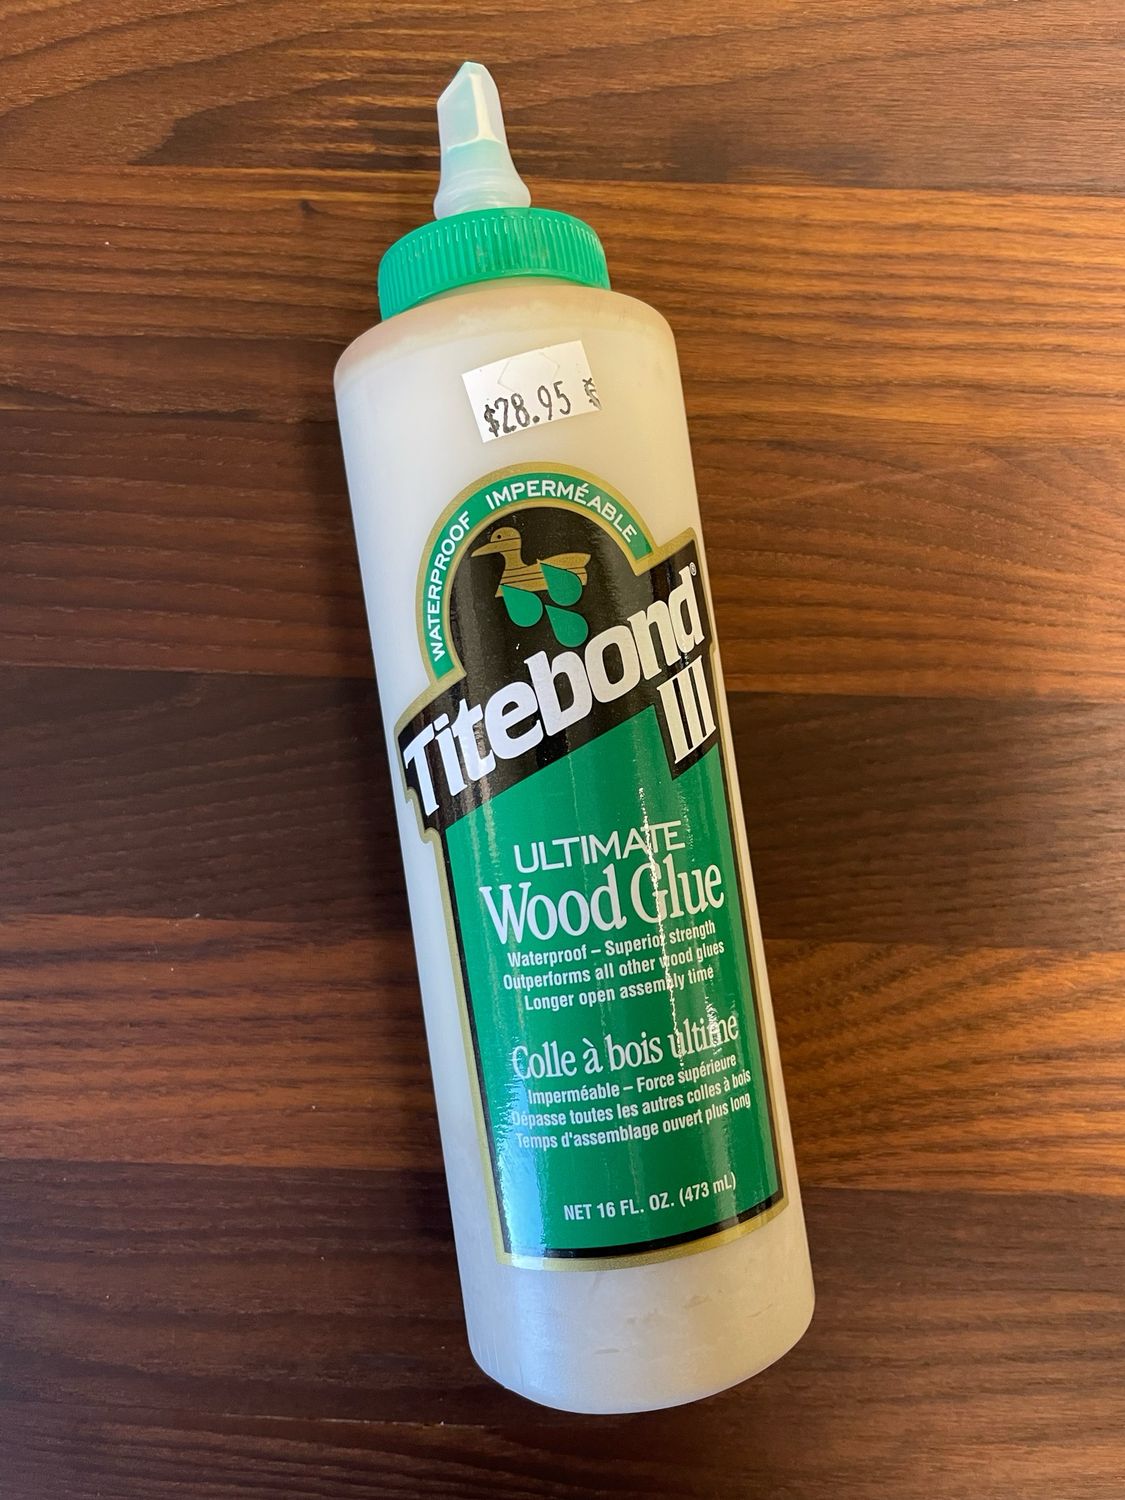 $28.95 $
WATERPROOF IMPERMÉABLE
Titebond®
III
ULTIMATE
Wood Glue
Waterproof – Superior strength
Outperforms all other wood glues
Longer open assembly time
Colle à bois ultime
Imperméable – Force supérieure
Dépasse toutes les autres colles à bois
Temps d'assemblage ouvert plus long
NET 16 FL. OZ. (473 mL)